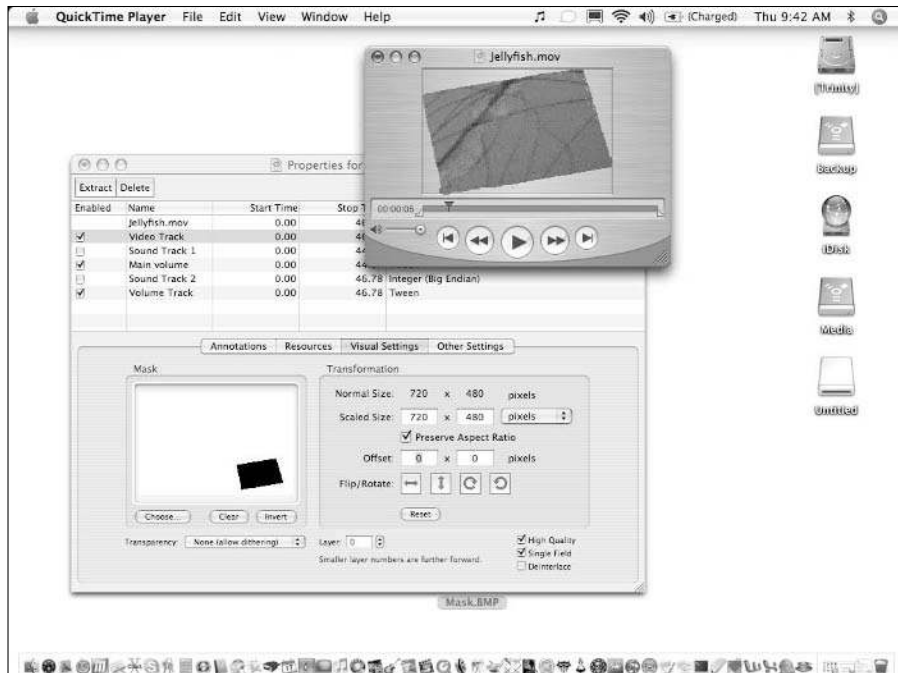 QuickTime Player File Edit View Window Help (Charged) Thu 9:42 AM
Jellyfish.mov
(Trinity)
Backup
iDisk
Media
Untitled
Properties for
Extract Delete
Enabled Name Start Time Stop
Jellyfish.mov 0.00
Video Track 0.00
Sound Track 1 0.00
Main volume 0.00
Sound Track 2 0.00 46.78 Integer (Big Endian)
Volume Track 0.00 46.78 Tween
00:00:05
Annotations Resources Visual Settings Other Settings
Mask Transformation
Normal Size: 720 x 480 pixels
Scaled Size: 720 x 480 pixels
Preserve Aspect Ratio
Offset: 0 x 0 pixels
Flip/Rotate:
Choose... Clear Invert Reset
Transparency: None (allow dithering) Layer: 0
Smaller layer numbers are further forward.
High Quality
Single Field
Deinterlace
Mask.BMP